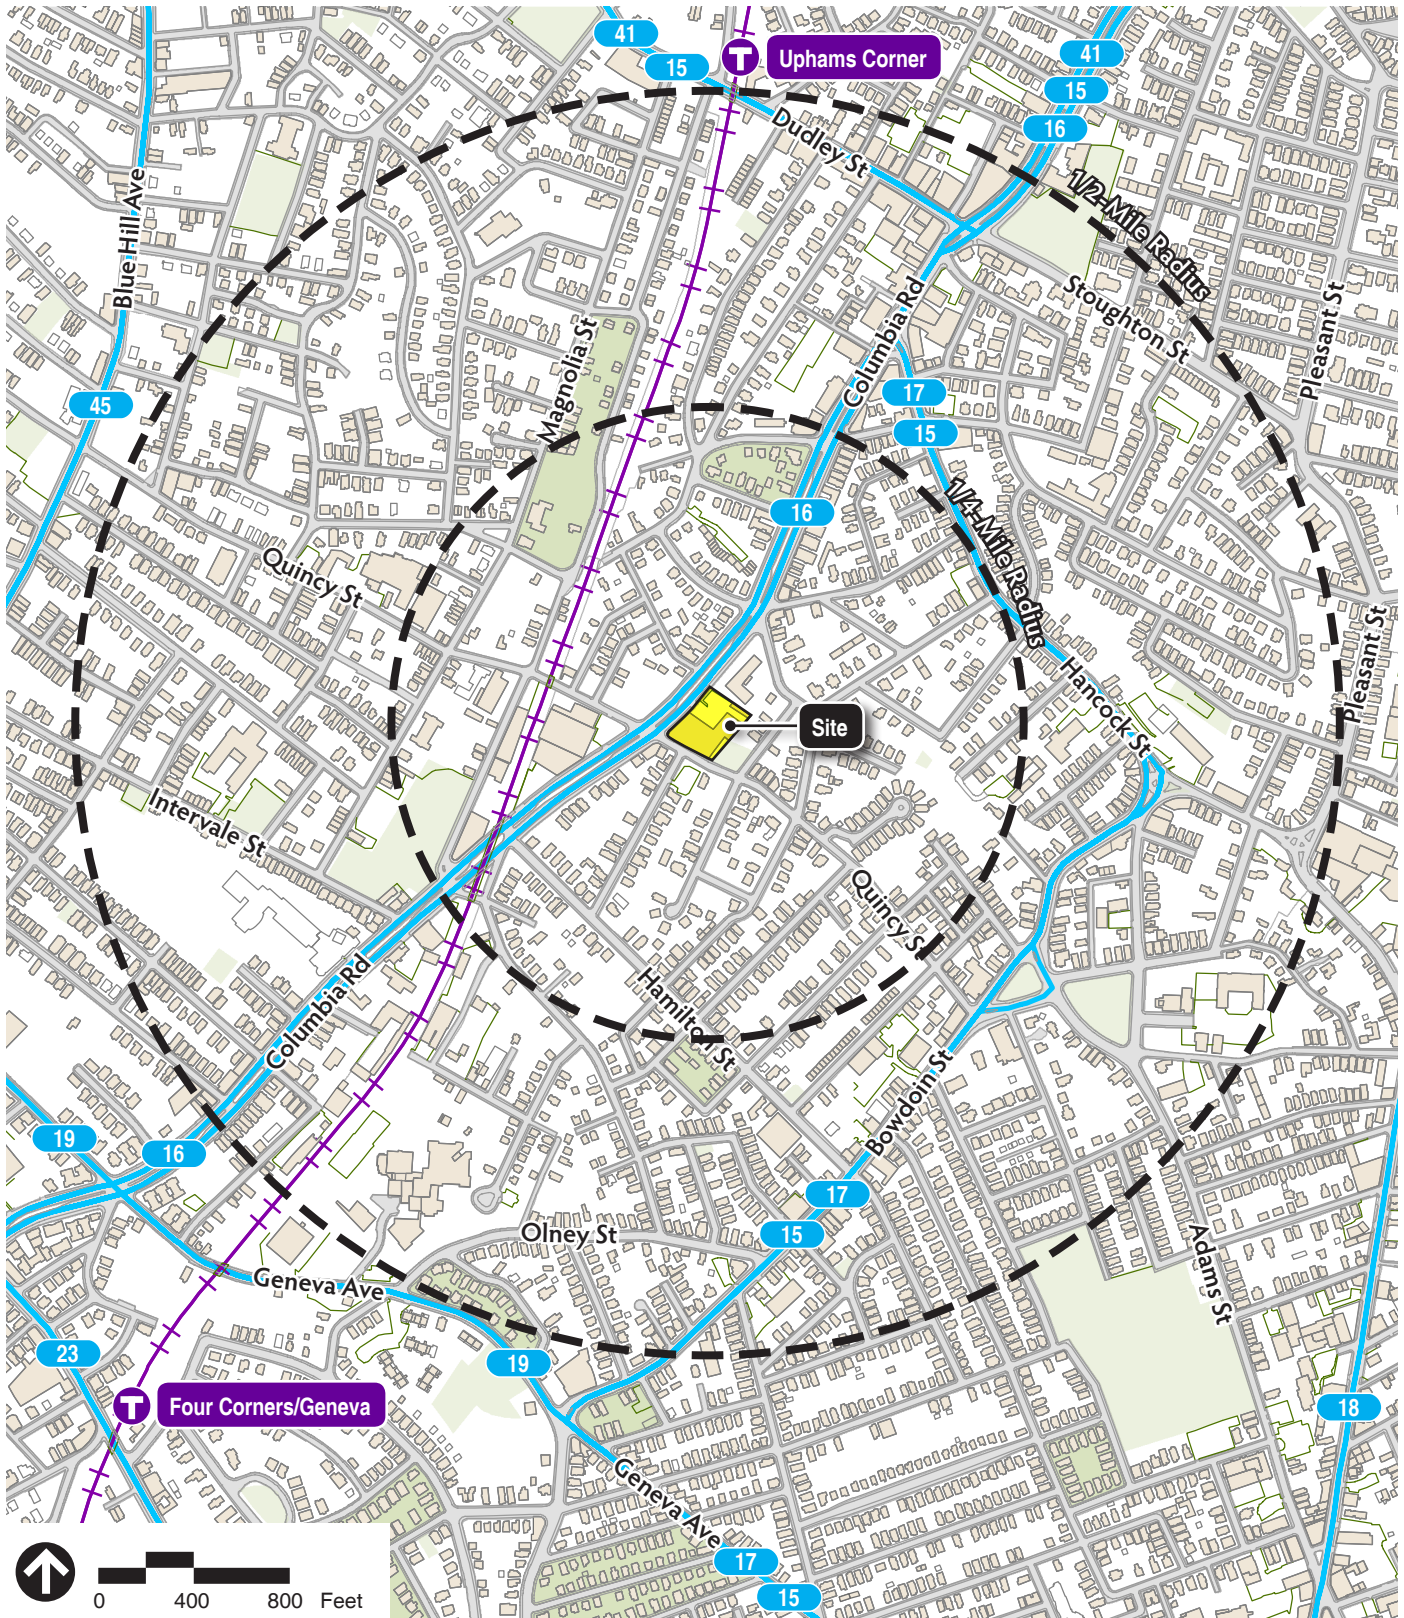 41
15
Uphams Corner
41
15
16
Dudley St
1/2-Mile Radius
Blue Hill Ave
Stoughton St
Pleasant St
Columbia Rd
Magnolia St
45
17
15
1/4-Mile Radius
16
Quincy St
Pleasant St
Hancock St
Site
Intervale St
Quincy St
Columbia Rd
Hamilton St
Bowdoin St
19
16
17
15
Olney St
Adams St
Geneva Ave
23
19
Four Corners/Geneva
18
Geneva Ave
17
15
0 400 800 Feet